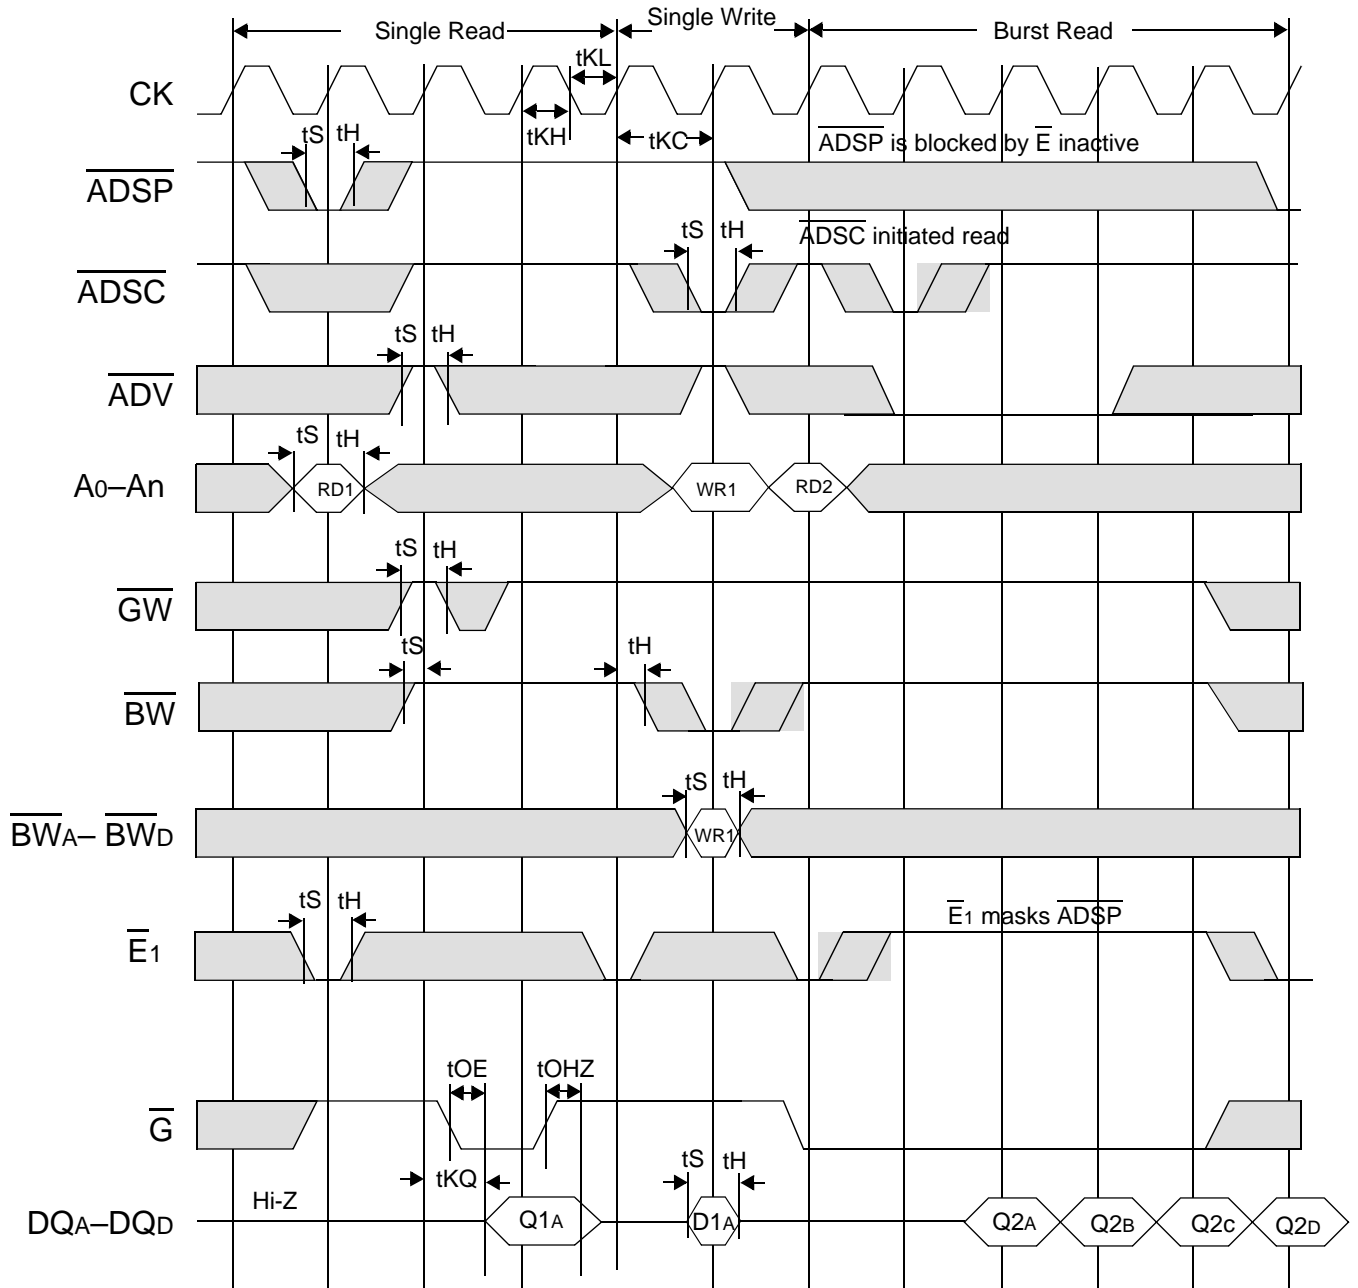 Single Read
Single Write
Burst Read
tKL
CK
tKH
tKC
tS tH
ADSP is blocked by E inactive
ADSP
tS tH
ADSC initiated read
ADSC
tS tH
ADV
tS tH
A0–An
RD1
WR1
RD2
tS tH
GW
tS
tH
BW
tS tH
BWA– BWD
WR1
tS tH
E1 masks ADSP
E1
tOE
tOHZ
G
tKQ
tS tH
Hi-Z
DQA–DQD
Q1A
D1A
Q2A
Q2B
Q2C
Q2D